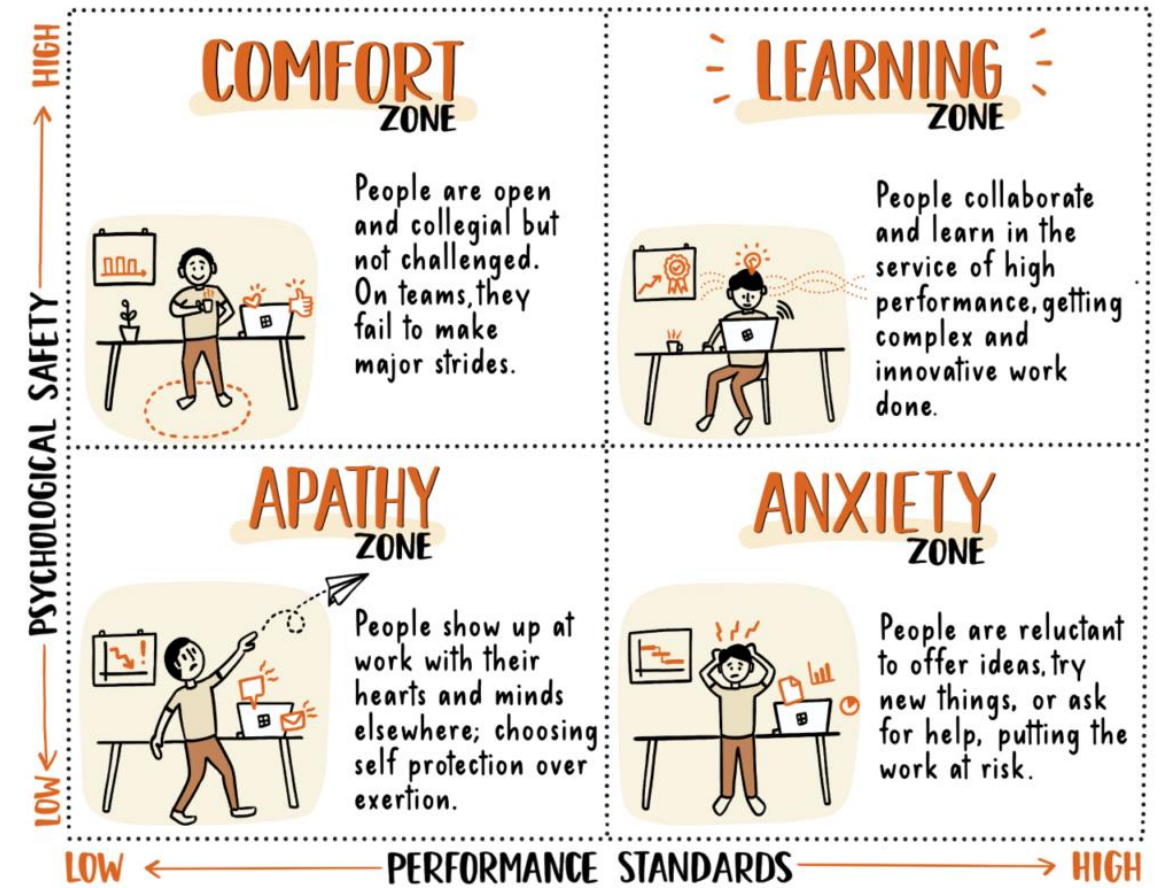 HIGH
PSYCHOLOGICAL SAFETY
LOW
COMFORT
ZONE
People are open
and collegial but
not challenged.
On teams, they
fail to make
major strides.
LEARNING
ZONE
People collaborate
and learn in the
service of high
performance, getting
complex and
innovative work
done.
APATHY
ZONE
People show up at
work with their
hearts and minds
elsewhere; choosing
self protection over
exertion.
ANXIETY
ZONE
People are reluctant
to offer ideas, try
new things, or ask
for help, putting the
work at risk.
LOW
PERFORMANCE STANDARDS
HIGH